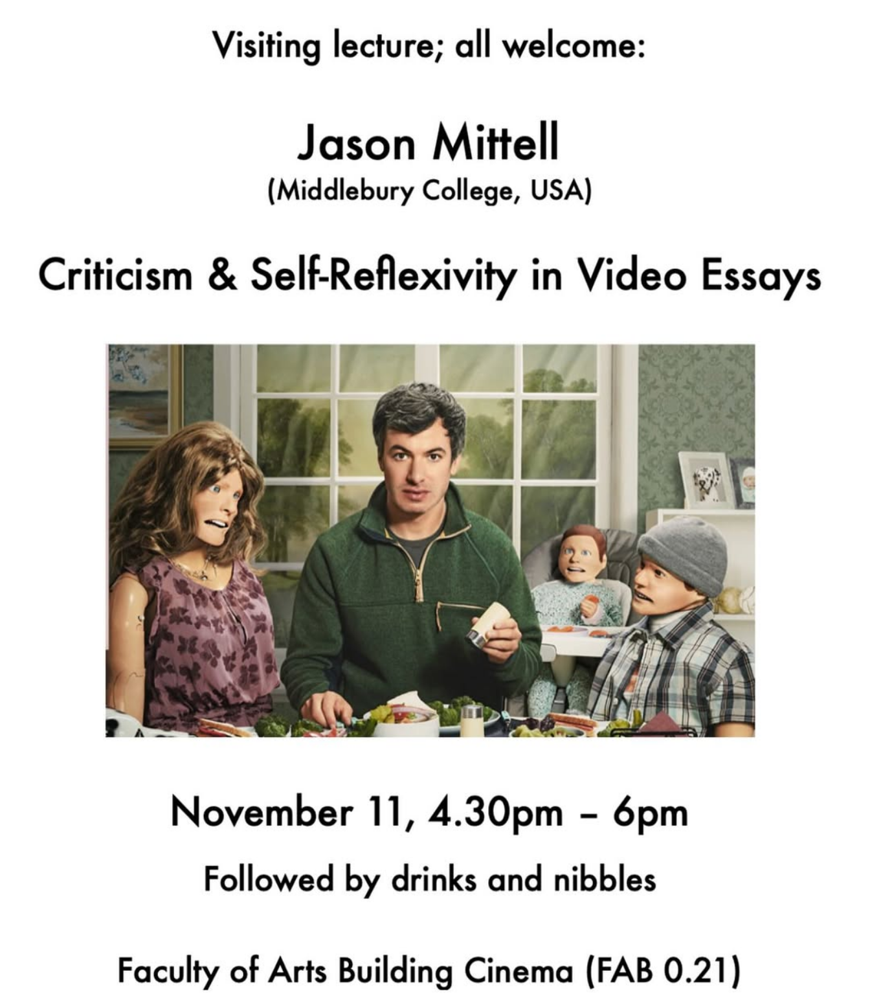 Visiting lecture; all welcome:
Jason Mittell
(Middlebury College, USA)
Criticism & Self-Reflexivity in Video Essays
November 11, 4.30pm – 6pm
Followed by drinks and nibbles
Faculty of Arts Building Cinema (FAB 0.21)